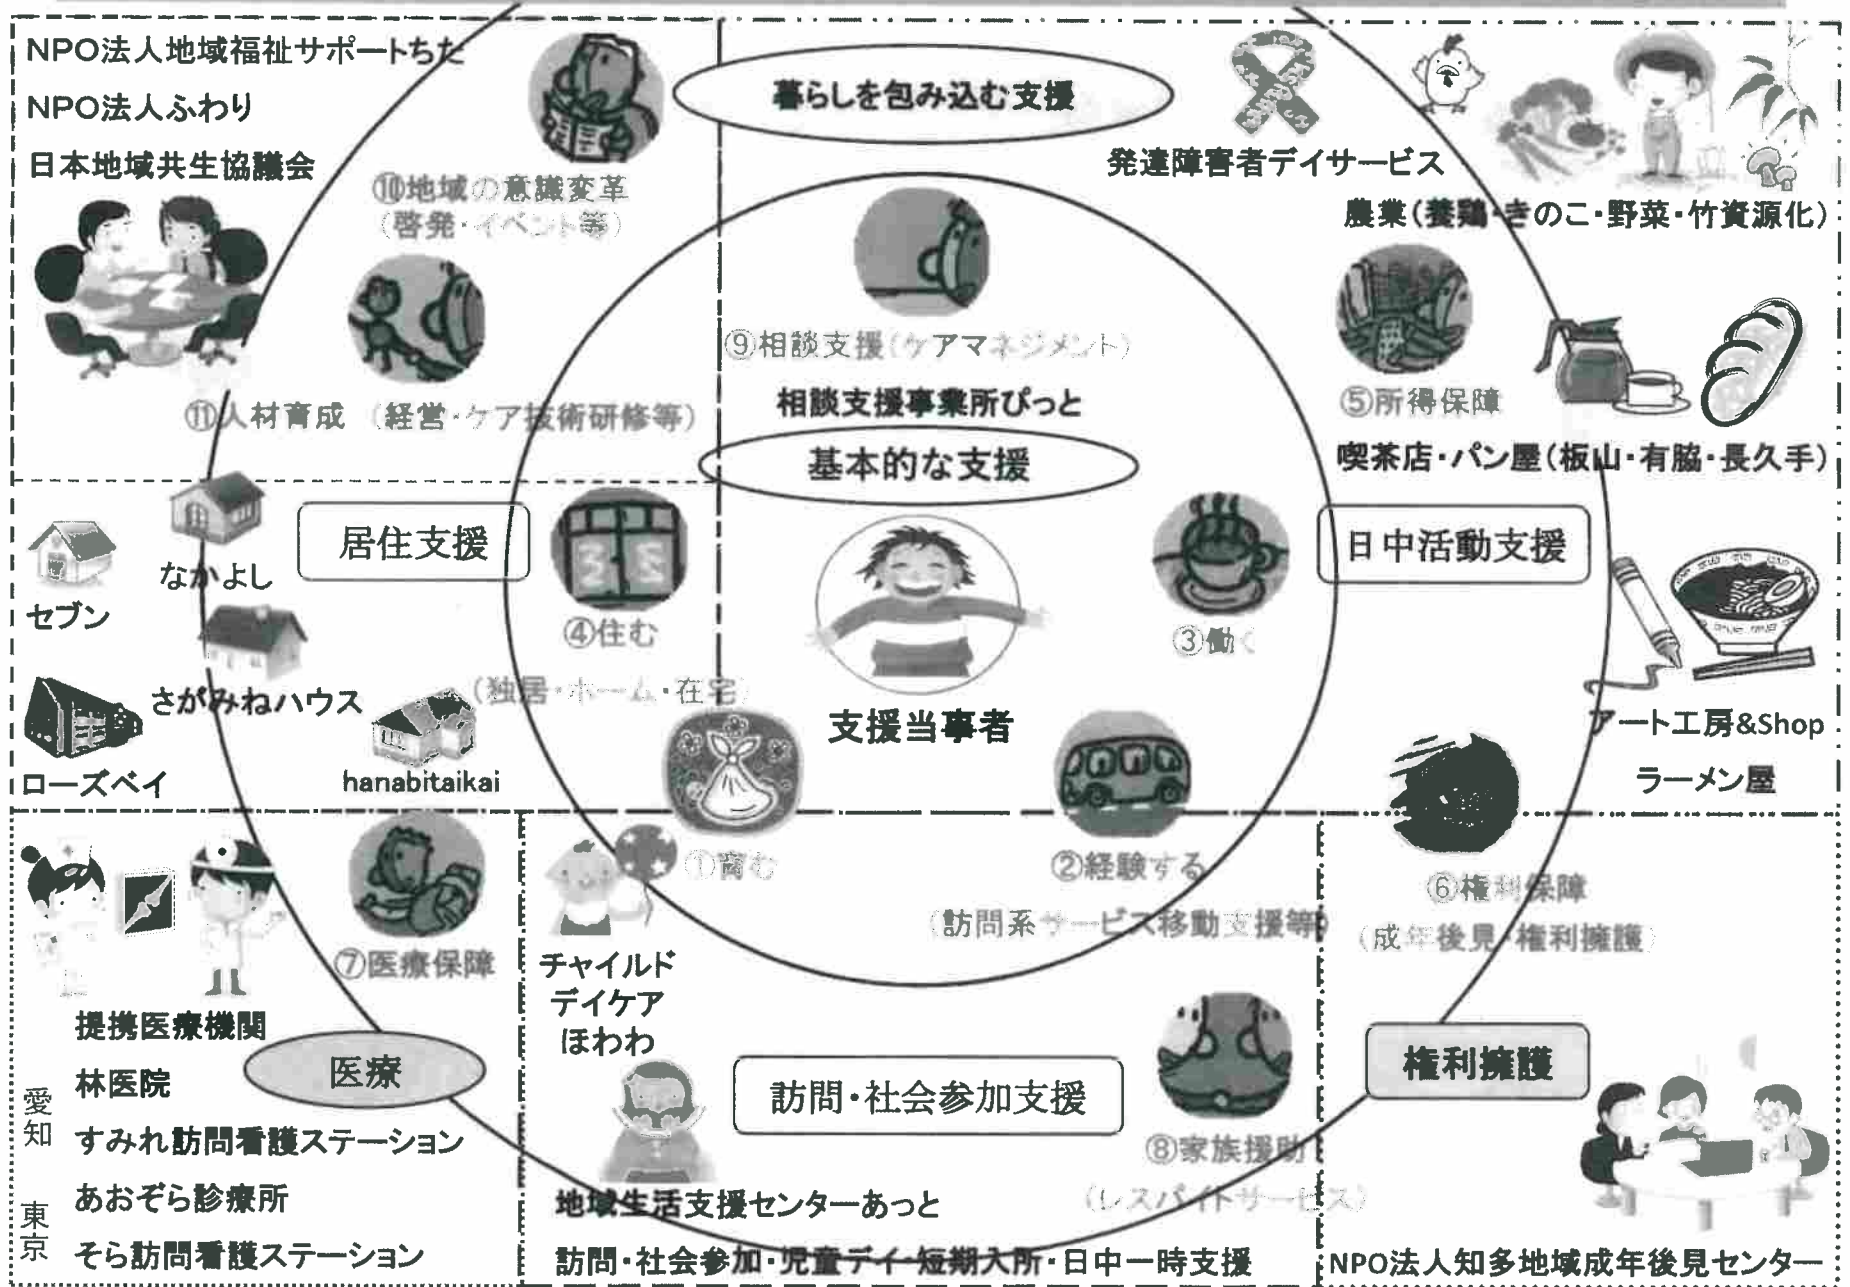 NPO法人地域福祉サポートちた
NPO法人ふわり
日本地域共生協議会
⑩地域の意識変革
(啓発・イベント等)
⑪人材育成 (経営・ケア技術研修等)
暮らしを包み込む支援
発達障害者デイサービス
農業(養鶏・きのこ・野菜・竹資源化)
⑨相談支援(ケアマネジメント)
相談支援事業所ぴっと
基本的な支援
⑤所得保障
喫茶店・パン屋(板山・有脇・長久手)
居住支援
セブン
なかよし
さがみねハウス
ローズベイ
hanabitaikai
④住む
(独居・ホーム・在宅)
支援当事者
③働く
日中活動支援
アート工房&Shop
ラーメン屋
①育む
②経験する
(訪問系サービス移動支援等)
⑥権利保障
(成年後見・権利擁護)
⑦医療保障
提携医療機関
医療
愛知
林医院
すみれ訪問看護ステーション
東京
あおぞら診療所
そら訪問看護ステーション
チャイルド
デイケア
ほわわ
訪問・社会参加支援
⑧家族援助
(レスパイトサービス)
地域生活支援センターあっと
訪問・社会参加・児童デイ・短期入所・日中一時支援
権利擁護
NPO法人知多地域成年後見センター